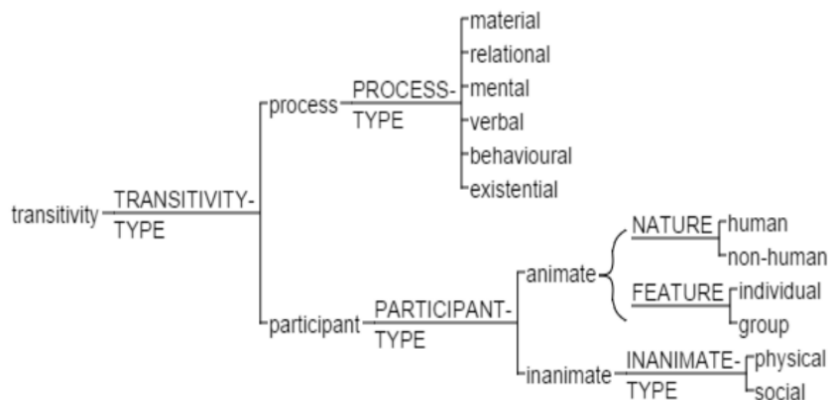 material
relational
PROCESS-
mental
process
TYPE
verbal
behavioural
existential
transitivity
TRANSITIVITY-
TYPE
NATURE
human
non-human
animate
FEATURE
individual
group
participant
PARTICIPANT-
TYPE
inanimate
INANIMATE-
TYPE
physical
social